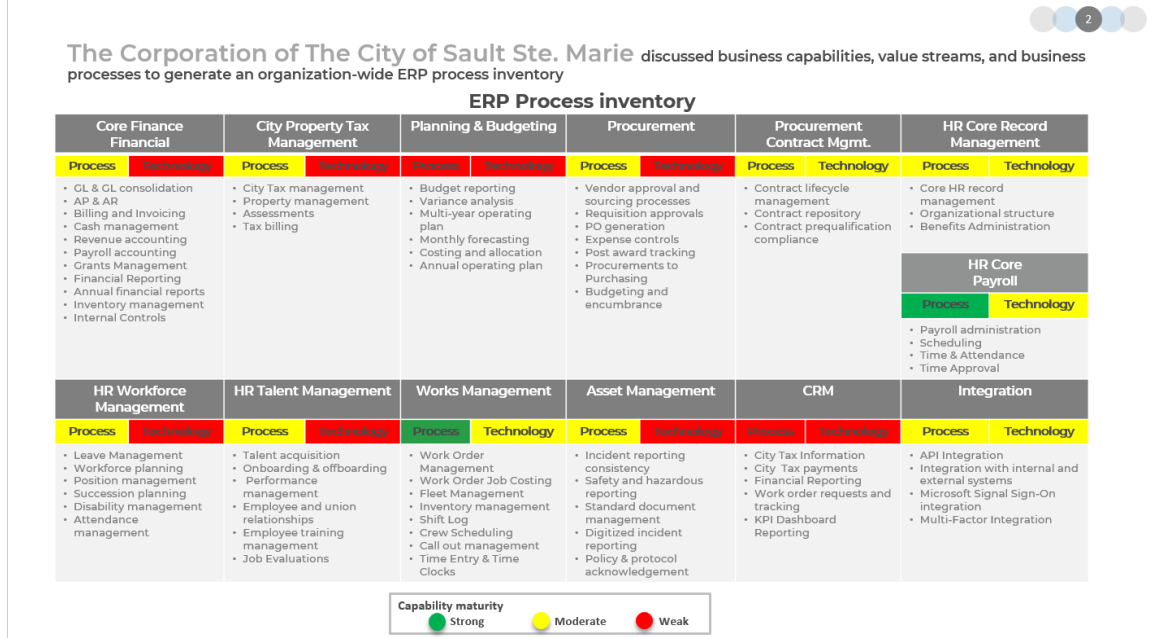 2
The Corporation of The City of Sault Ste. Marie discussed business capabilities, value streams, and business
processes to generate an organization-wide ERP process inventory
ERP Process inventory
Core Finance
Financial
Process Technology
• GL & GL consolidation
• AP & AR
• Billing and Invoicing
• Cash management
• Revenue accounting
• Payroll accounting
• Grants Management
• Financial Reporting
• Annual financial reports
• Inventory management
• Internal Controls
City Property Tax
Management
Process Technology
• City Tax management
• Property management
• Assessments
• Tax billing
Planning & Budgeting
Process Technology
• Budget reporting
• Variance analysis
• Multi-year operating
plan
• Monthly forecasting
• Costing and allocation
• Annual operating plan
Procurement
Process Technology
• Vendor approval and
sourcing processes
• Requisition approvals
• PO generation
• Expense controls
• Post award tracking
• Procurements to
Purchasing
• Budgeting and
encumbrance
Procurement
Contract Mgmt.
Process Technology
• Contract lifecycle
management
• Contract repository
• Contract prequalification
compliance
HR Core Record
Management
Process Technology
• Core HR record
management
• Organizational structure
• Benefits Administration
HR Core
Payroll
Process Technology
• Payroll administration
• Scheduling
• Time & Attendance
• Time Approval
HR Workforce
Management
Process Technology
• Leave Management
• Workforce planning
• Position management
• Succession planning
• Disability management
• Attendance
management
HR Talent Management
Process Technology
• Talent acquisition
• Onboarding & offboarding
• Performance
management
• Employee and union
relationships
• Employee training
management
• Job Evaluations
Works Management
Process Technology
• Work Order
Management
• Work Order Job Costing
• Fleet Management
• Inventory management
• Shift Log
• Crew Scheduling
• Call out management
• Time Entry & Time
Clocks
Asset Management
Process Technology
• Incident reporting
consistency
• Safety and hazardous
reporting
• Standard document
management
• Digitized incident
reporting
• Policy & protocol
acknowledgement
CRM
Process Technology
• City Tax Information
• City Tax payments
• Financial Reporting
• Work order requests and
tracking
• KPI Dashboard
Reporting
Integration
Process Technology
• API Integration
• Integration with internal and
external systems
• Microsoft Signal Sign-On
integration
• Multi-Factor Integration
Capability maturity
Strong Moderate Weak